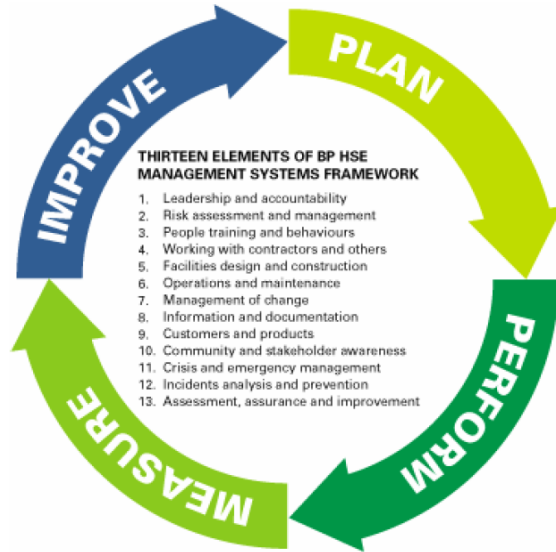 PLAN
PERFORM
MEASURE
IMPROVE
THIRTEEN ELEMENTS OF BP HSE
MANAGEMENT SYSTEMS FRAMEWORK
1. Leadership and accountability
2. Risk assessment and management
3. People training and behaviours
4. Working with contractors and others
5. Facilities design and construction
6. Operations and maintenance
7. Management of change
8. Information and documentation
9. Customers and products
10. Community and stakeholder awareness
11. Crisis and emergency management
12. Incidents analysis and prevention
13. Assessment, assurance and improvement